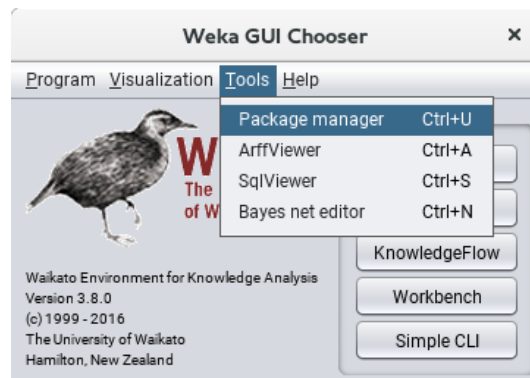 Weka GUI Chooser
Program Visualization Tools Help
Package manager Ctrl+U
ArffViewer Ctrl+A
SqlViewer Ctrl+S
Bayes net editor Ctrl+N
W
The
of W
KnowledgeFlow
Workbench
Simple CLI
Waikato Environment for Knowledge Analysis
Version 3.8.0
(c) 1999 - 2016
The University of Waikato
Hamilton, New Zealand